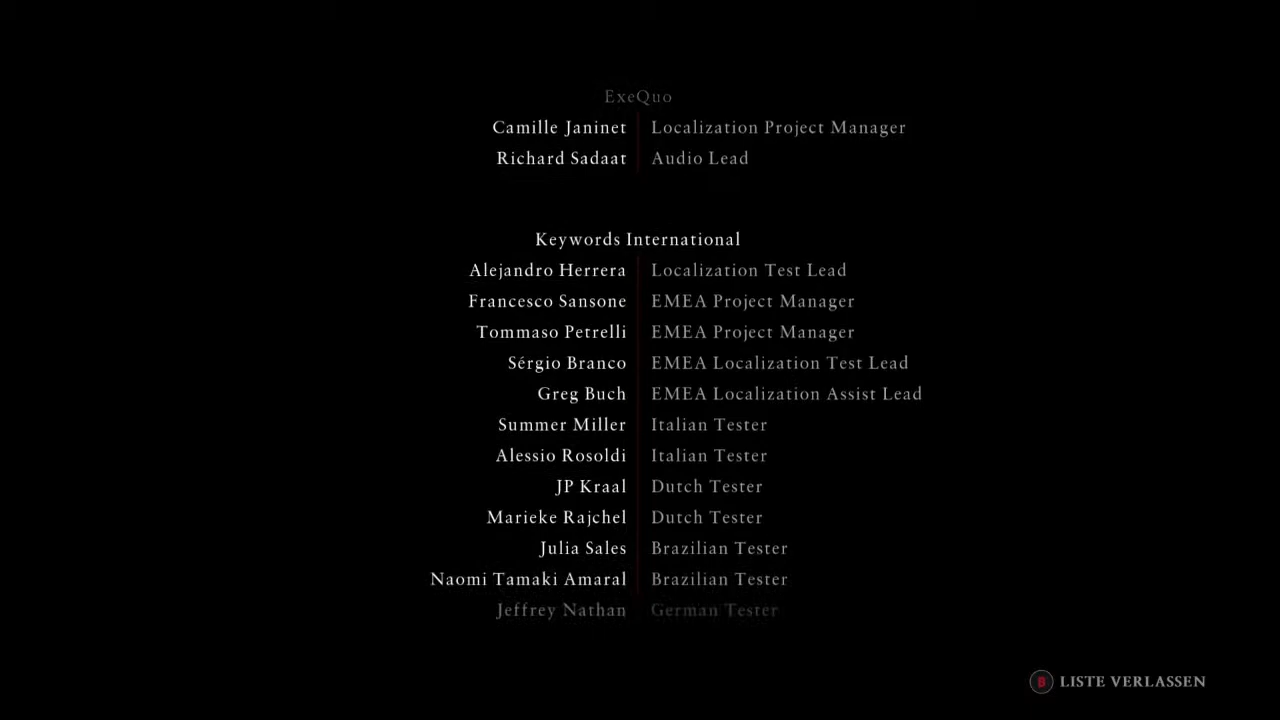 ExeQuo
Camille Janinet Localization Project Manager
Richard Sadaat Audio Lead
Keywords International
Alejandro Herrera Localization Test Lead
Francesco Sansone EMEA Project Manager
Tommaso Petrelli EMEA Project Manager
Sérgio Branco EMEA Localization Test Lead
Greg Buch EMEA Localization Assist Lead
Summer Miller Italian Tester
Alessio Rosoldi Italian Tester
JP Kraal Dutch Tester
Marieke Rajchel Dutch Tester
Julia Sales Brazilian Tester
Naomi Tamaki Amaral Brazilian Tester
Jeffrey Nathan German Tester
B LISTE VERLASSEN